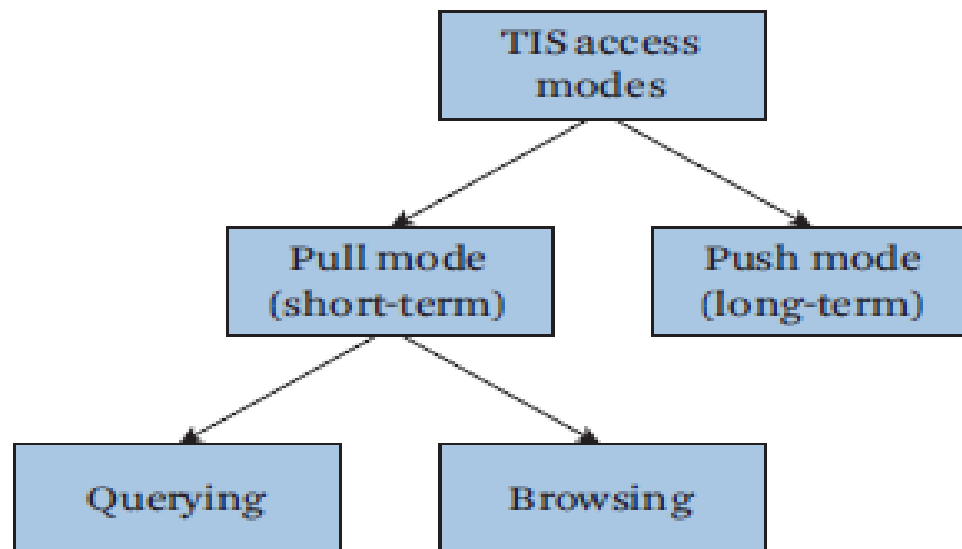 TIS access
modes
Pull mode
(short-term)
Push mode
(long-term)
Querying
Browsing